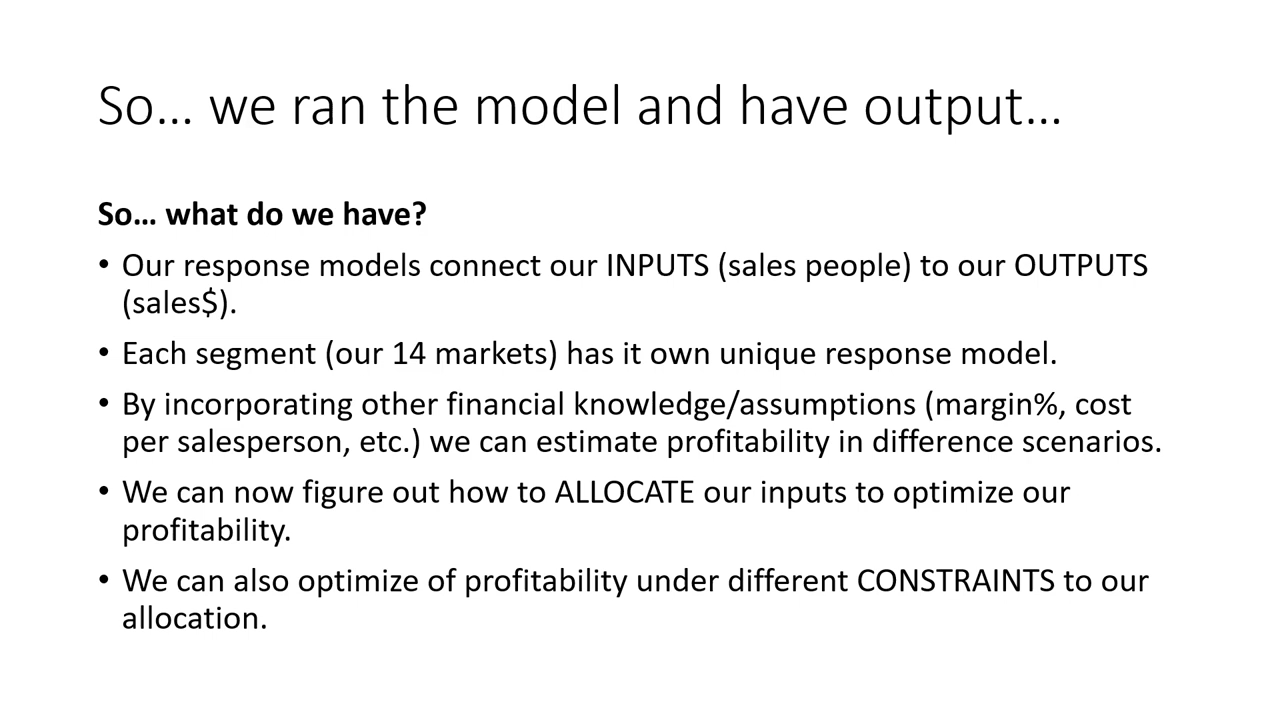 So… we ran the model and have output…
So… what do we have?
• Our response models connect our INPUTS (sales people) to our OUTPUTS
(sales$).
• Each segment (our 14 markets) has it own unique response model.
• By incorporating other financial knowledge/assumptions (margin%, cost
per salesperson, etc.) we can estimate profitability in difference scenarios.
• We can now figure out how to ALLOCATE our inputs to optimize our
profitability.
• We can also optimize of profitability under different CONSTRAINTS to our
allocation.